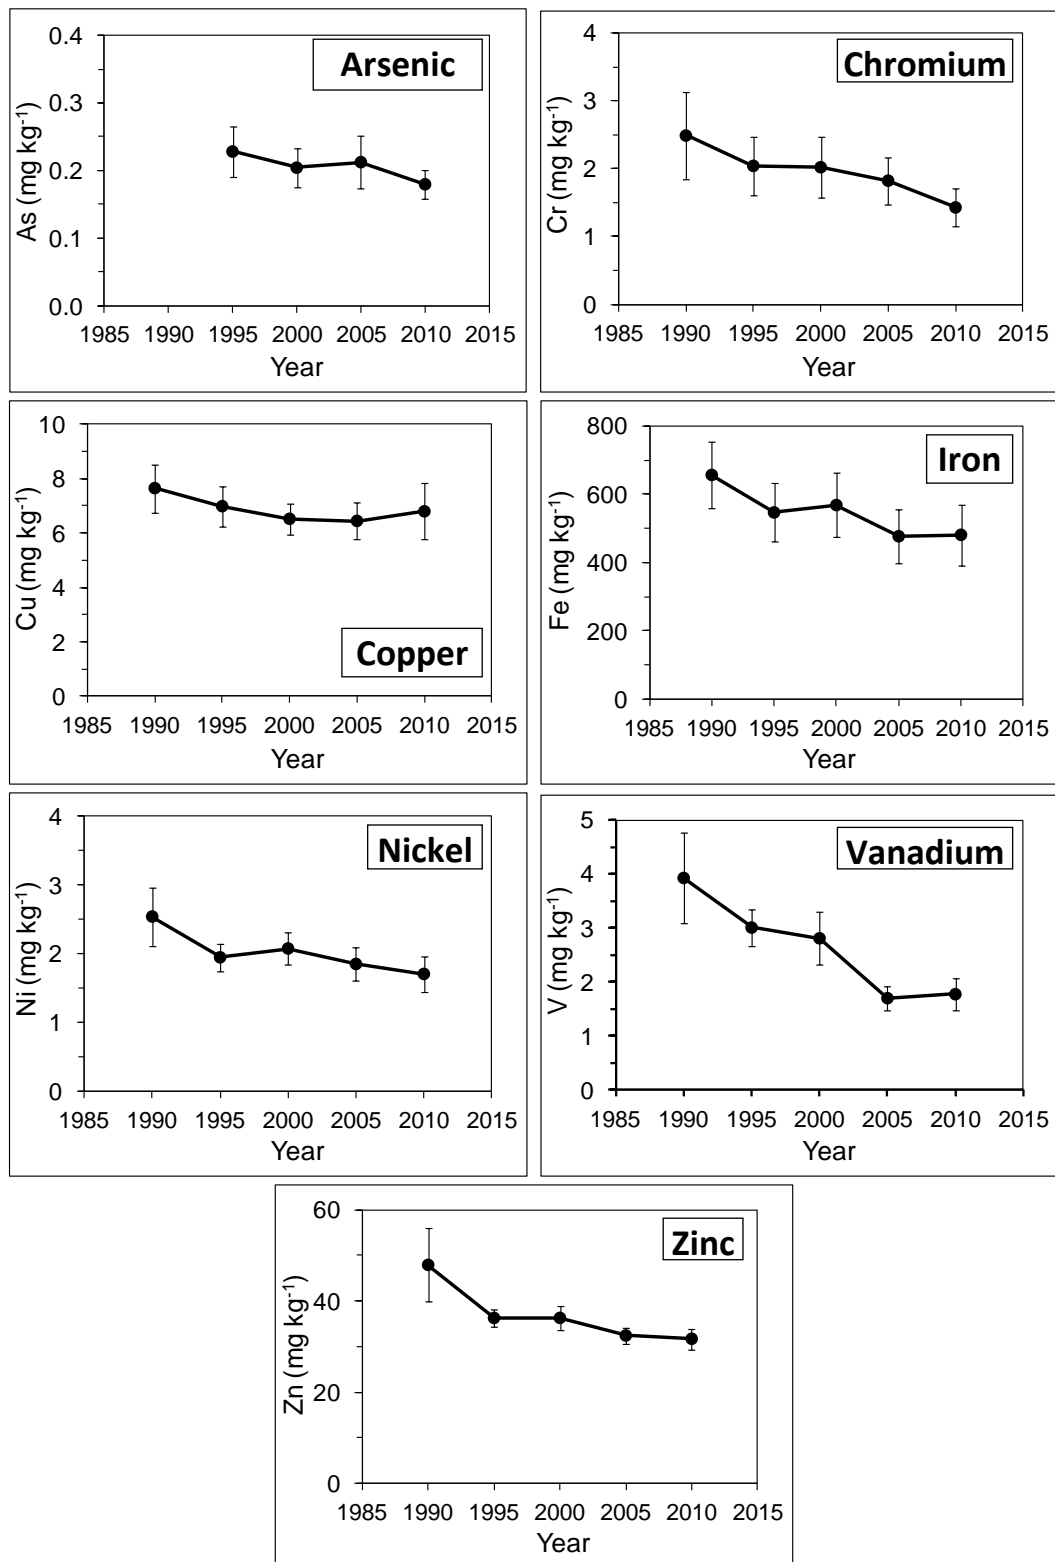 Arsenic
As (mg kg-1)
0.4
0.3
0.2
0.1
0.0
1985 1990 1995 2000 2005 2010 2015
Year
Chromium
Cr (mg kg-1)
4
3
2
1
0
1985 1990 1995 2000 2005 2010 2015
Year
Copper
Cu (mg kg-1)
10
8
6
4
2
0
1985 1990 1995 2000 2005 2010 2015
Year
Iron
Fe (mg kg-1)
800
600
400
200
0
1985 1990 1995 2000 2005 2010 2015
Year
Nickel
Ni (mg kg-1)
4
3
2
1
0
1985 1990 1995 2000 2005 2010 2015
Year
Vanadium
V (mg kg-1)
5
4
3
2
1
0
1985 1990 1995 2000 2005 2010 2015
Year
Zinc
Zn (mg kg-1)
60
40
20
0
1985 1990 1995 2000 2005 2010 2015
Year